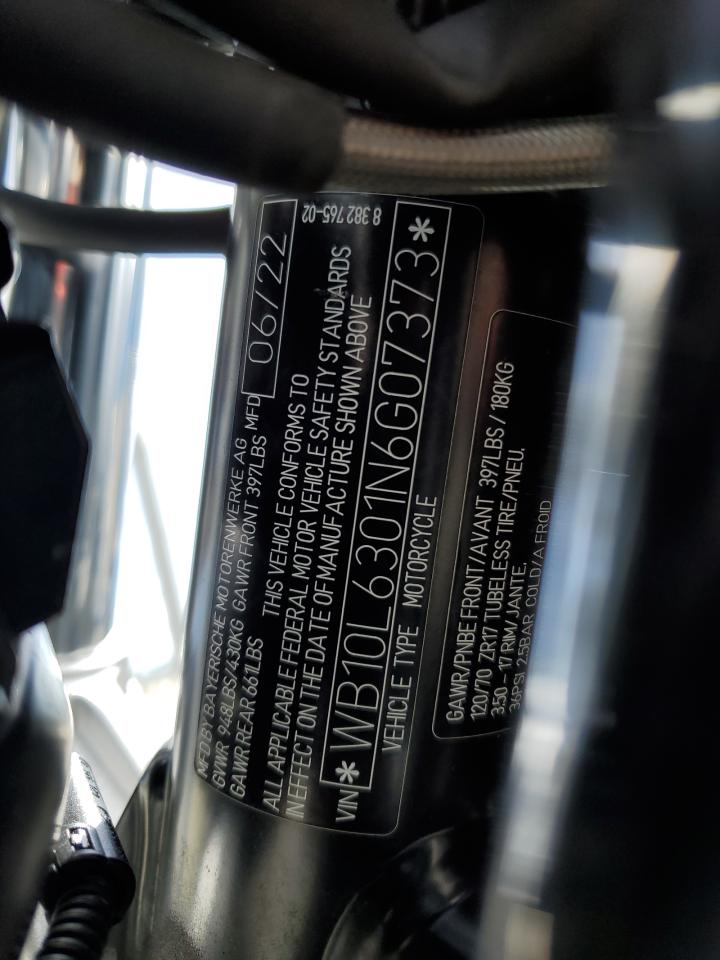 MFD BY BAYERISCHE MOTORENWERKE AG MFD 06/22
GVWR 948LBS/430KG GAWR FRONT 397LBS
GAWR REAR 661LBS THIS VEHICLE CONFORMS TO
ALL APPLICABLE FEDERAL MOTOR VEHICLE SAFETY STANDARDS
IN EFFECT ON THE DATE OF MANUFACTURE SHOWN ABOVE
VIN *WB10L6301N6G07373*
VEHICLE TYPE MOTORCYCLE
8 382 765-02
GAWR/PNBE FRONT/AVANT 397LBS / 180KG
120/70 ZR17 TUBELESS TIRE/PNEU,
3.50 -17 RIM/JANTE,
36PSI 2.5BAR COLD/A FROID